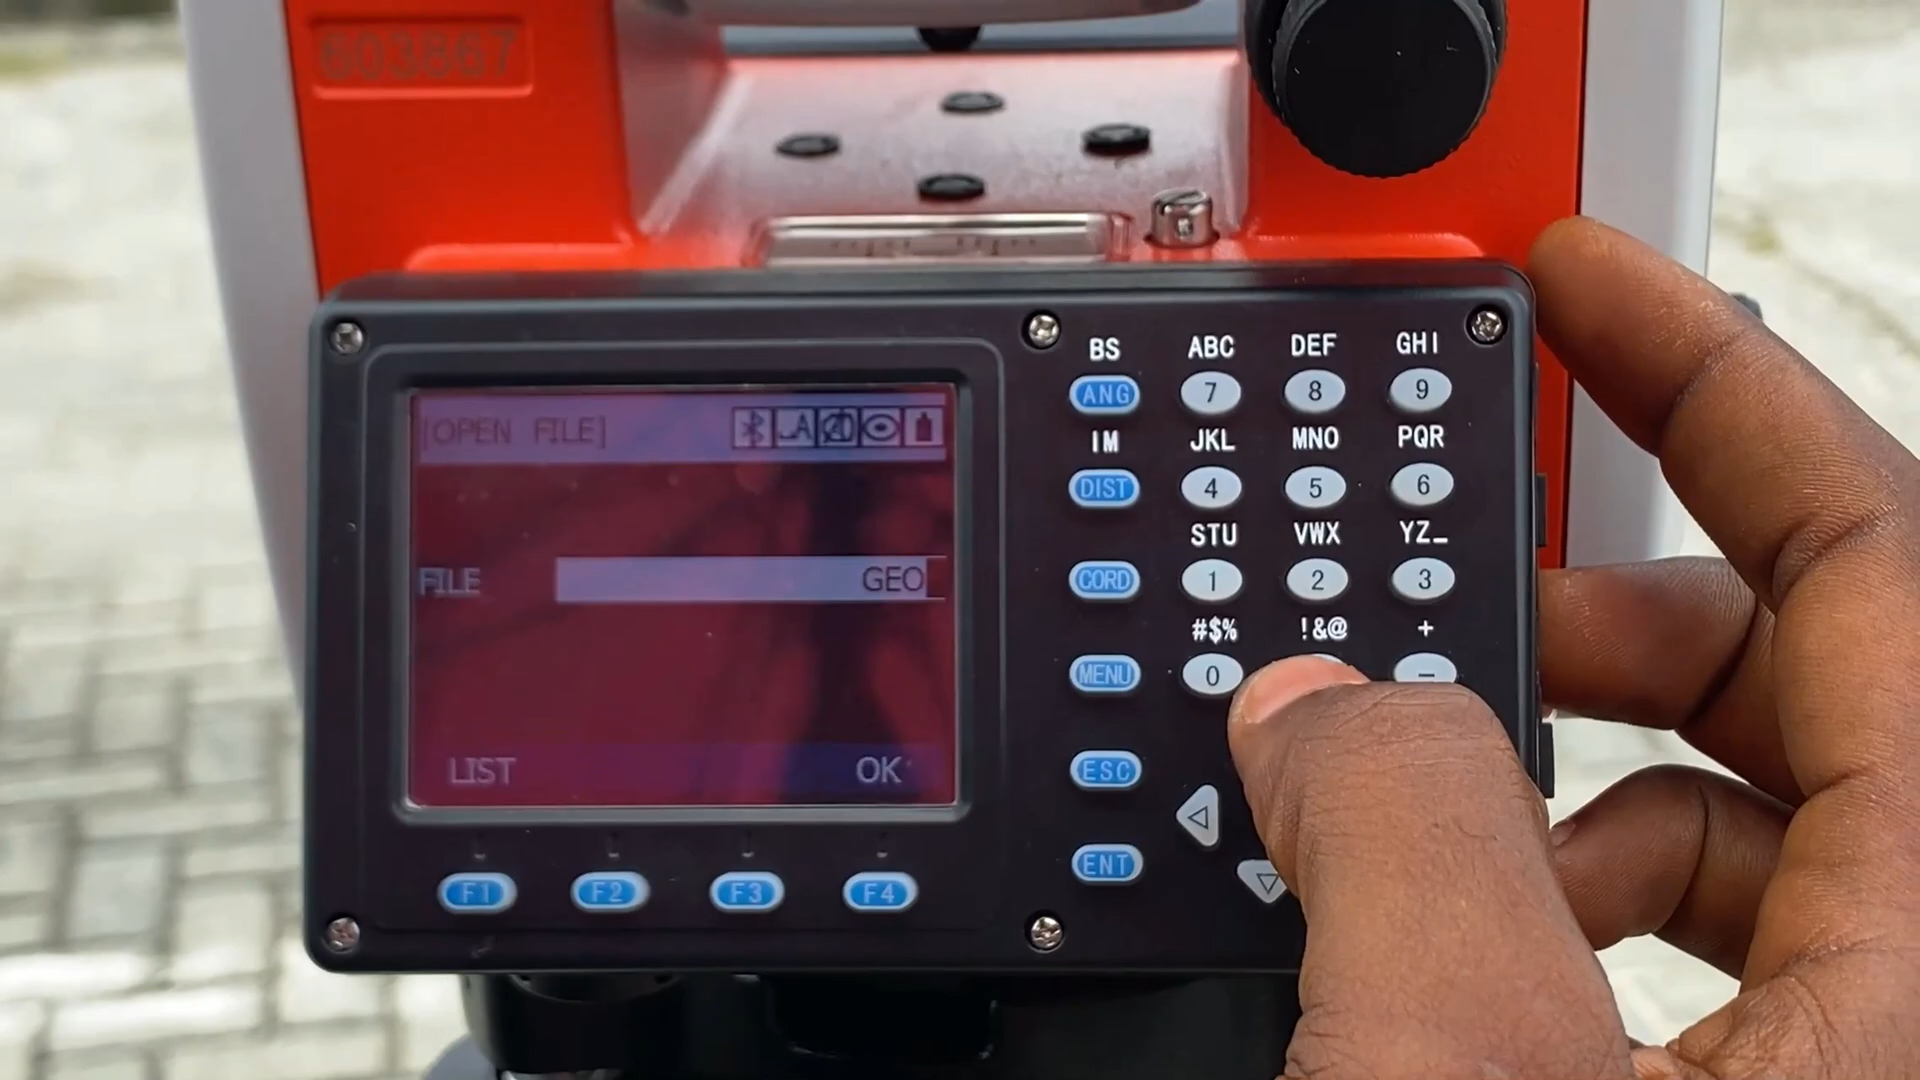 603867
[OPEN FILE]
A
FILE GEO
LIST OK
F1 F2 F3 F4
BS ABC DEF GHI
ANG 7 8 9
IM JKL MNO PQR
DIST 4 5 6
STU VWX YZ_
CORD 1 2 3
#$% !&@ +
MENU 0 -
ESC
ENT